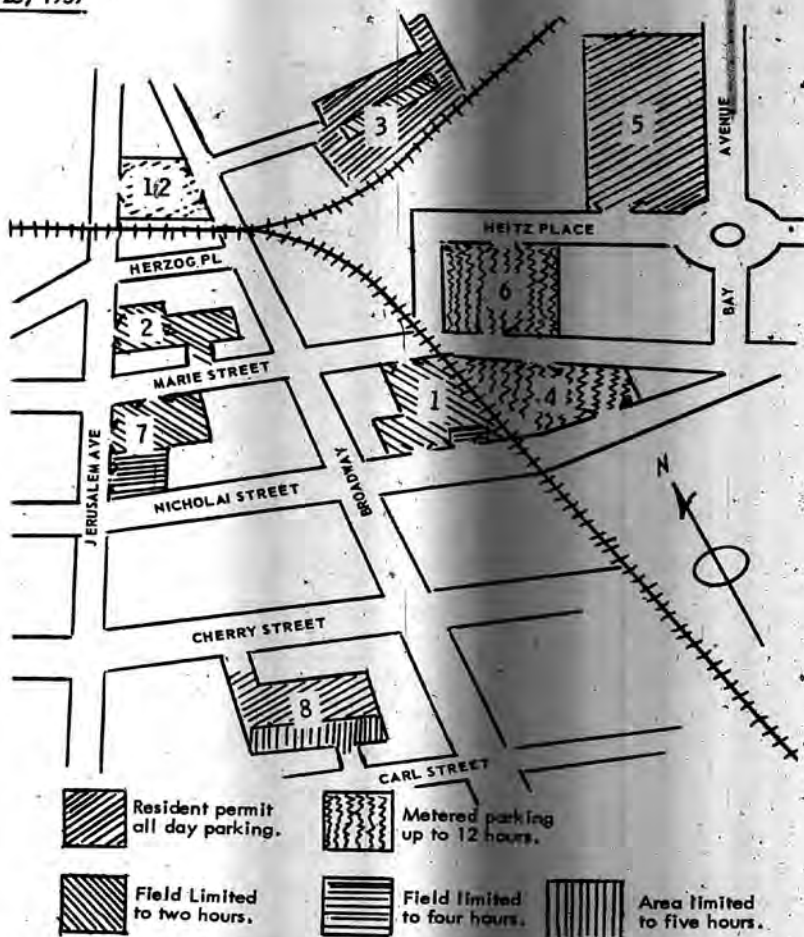 3
5
AVENUE
12
HEITZ PLACE
HERZOG PL
6
BAY
2
MARIE STREET
1
4
7
N
JERUSALEM AVE
NICHOLAI STREET
BROADWAY
CHERRY STREET
8
CARL STREET
Resident permit
all day parking.
Metered parking
up to 12 hours.
Field Limited
to two hours.
Field limited
to four hours.
Area limited
to five hours.